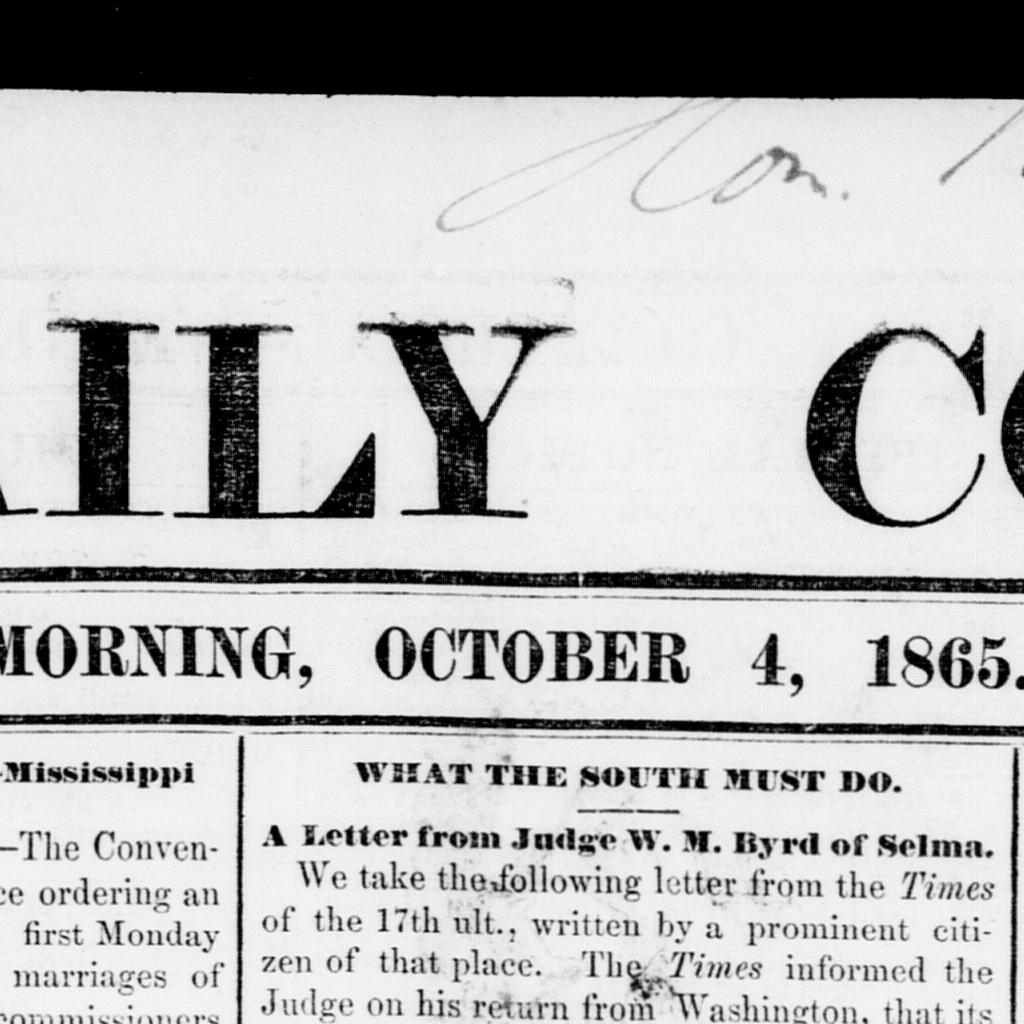 Hon.
AILY CO
MORNING, OCTOBER 4, 1865.
-Mississippi
—The Conven-
ce ordering an
first Monday
marriages of
commissioners
WHAT THE SOUTH MUST DO.
A Letter from Judge W. M. Byrd of Selma.
We take the following letter from the Times
of the 17th ult., written by a prominent citi-
zen of that place. The Times informed the
Judge on his return from Washington, that its